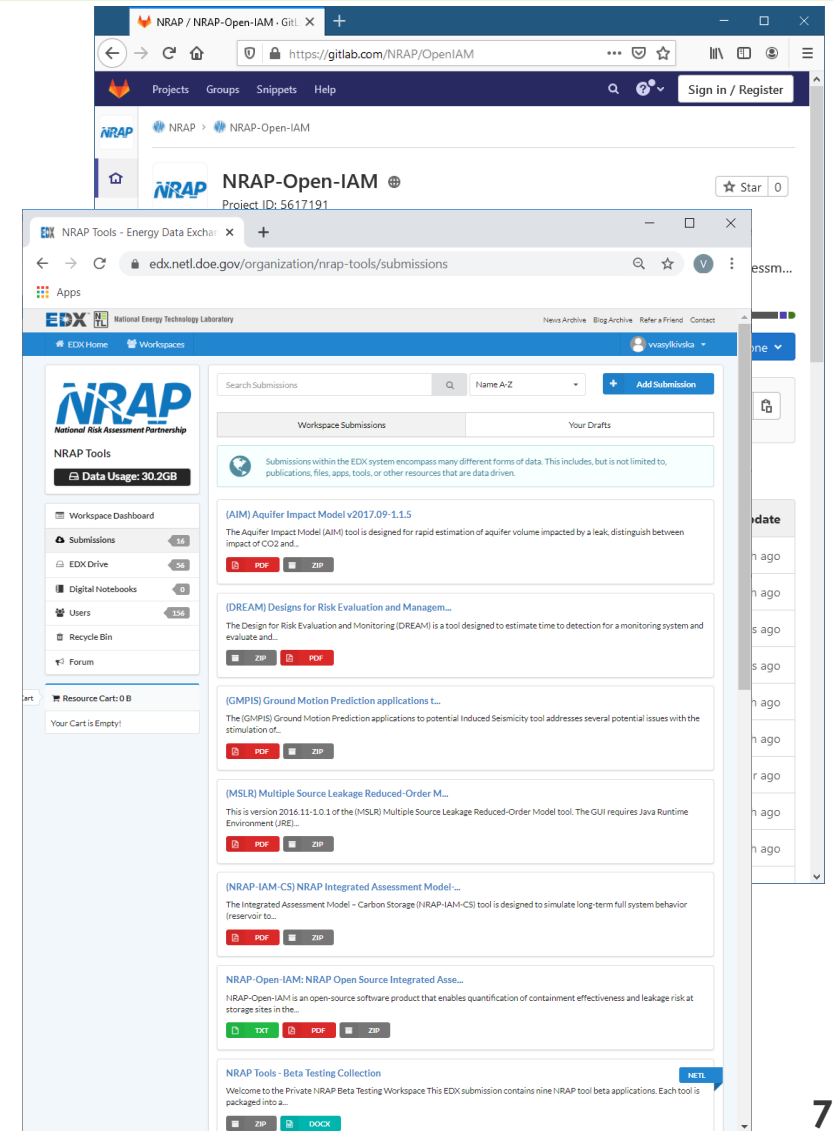 NRAP / NRAP-Open-IAM · GitL
https://gitlab.com/NRAP/OpenIAM
Projects Groups Snippets Help
Sign in / Register
NRAP
NRAP > NRAP-Open-IAM
NRAP
NRAP-Open-IAM
Star 0
Project ID: 5617191
essm...
one
pdate
h ago
h ago
s ago
s ago
h ago
h ago
r ago
h ago
h ago
EDX NRAP Tools - Energy Data Exchar
edx.netl.doe.gov/organization/nrap-tools/submissions
V
Apps
EDX NETL National Energy Technology Laboratory
News Archive Blog Archive Refer a Friend Contact
EDX Home Workspaces
vvasylkivska
NRAP
National Risk Assessment Partnership
NRAP Tools
Data Usage: 30.2GB
Workspace Dashboard
Submissions 16
EDX Drive 56
Digital Notebooks 0
Users 156
Recycle Bin
Forum
Cart
Resource Cart: 0 B
Your Cart is Empty!
Search Submissions
Name A-Z
+ Add Submission
Workspace Submissions
Your Drafts
Submissions within the EDX system encompass many different forms of data. This includes, but is not limited to,
publications, files, apps, tools, or other resources that are data driven.
(AIM) Aquifer Impact Model v2017.09-1.1.5
The Aquifer Impact Model (AIM) tool is designed for rapid estimation of aquifer volume impacted by a leak, distinguish between
impact of CO2 and...
PDF ZIP
(DREAM) Designs for Risk Evaluation and Managem...
The Design for Risk Evaluation and Monitoring (DREAM) is a tool designed to estimate time to detection for a monitoring system and
evaluate and...
ZIP PDF
(GMPIS) Ground Motion Prediction applications t...
The (GMPIS) Ground Motion Prediction applications to potential Induced Seismicity tool addresses several potential issues with the
stimulation of...
PDF ZIP
(MSLR) Multiple Source Leakage Reduced-Order M...
This is version 2016.11-1.0.1 of the (MSLR) Multiple Source Leakage Reduced-Order Model tool. The GUI requires Java Runtime
Environment (JRE)...
PDF ZIP
(NRAP-IAM-CS) NRAP Integrated Assessment Model-...
The Integrated Assessment Model – Carbon Storage (NRAP-IAM-CS) tool is designed to simulate long-term full system behavior
(reservoir to...
PDF ZIP
NRAP-Open-IAM: NRAP Open Source Integrated Asse...
NRAP-Open-IAM is an open-source software product that enables quantification of containment effectiveness and leakage risk at
storage sites in the...
TXT PDF ZIP
NRAP Tools - Beta Testing Collection
NETL
Welcome to the Private NRAP Beta Testing Workspace This EDX submission contains nine NRAP tool beta applications. Each tool is
packaged into a...
ZIP DOCX
7